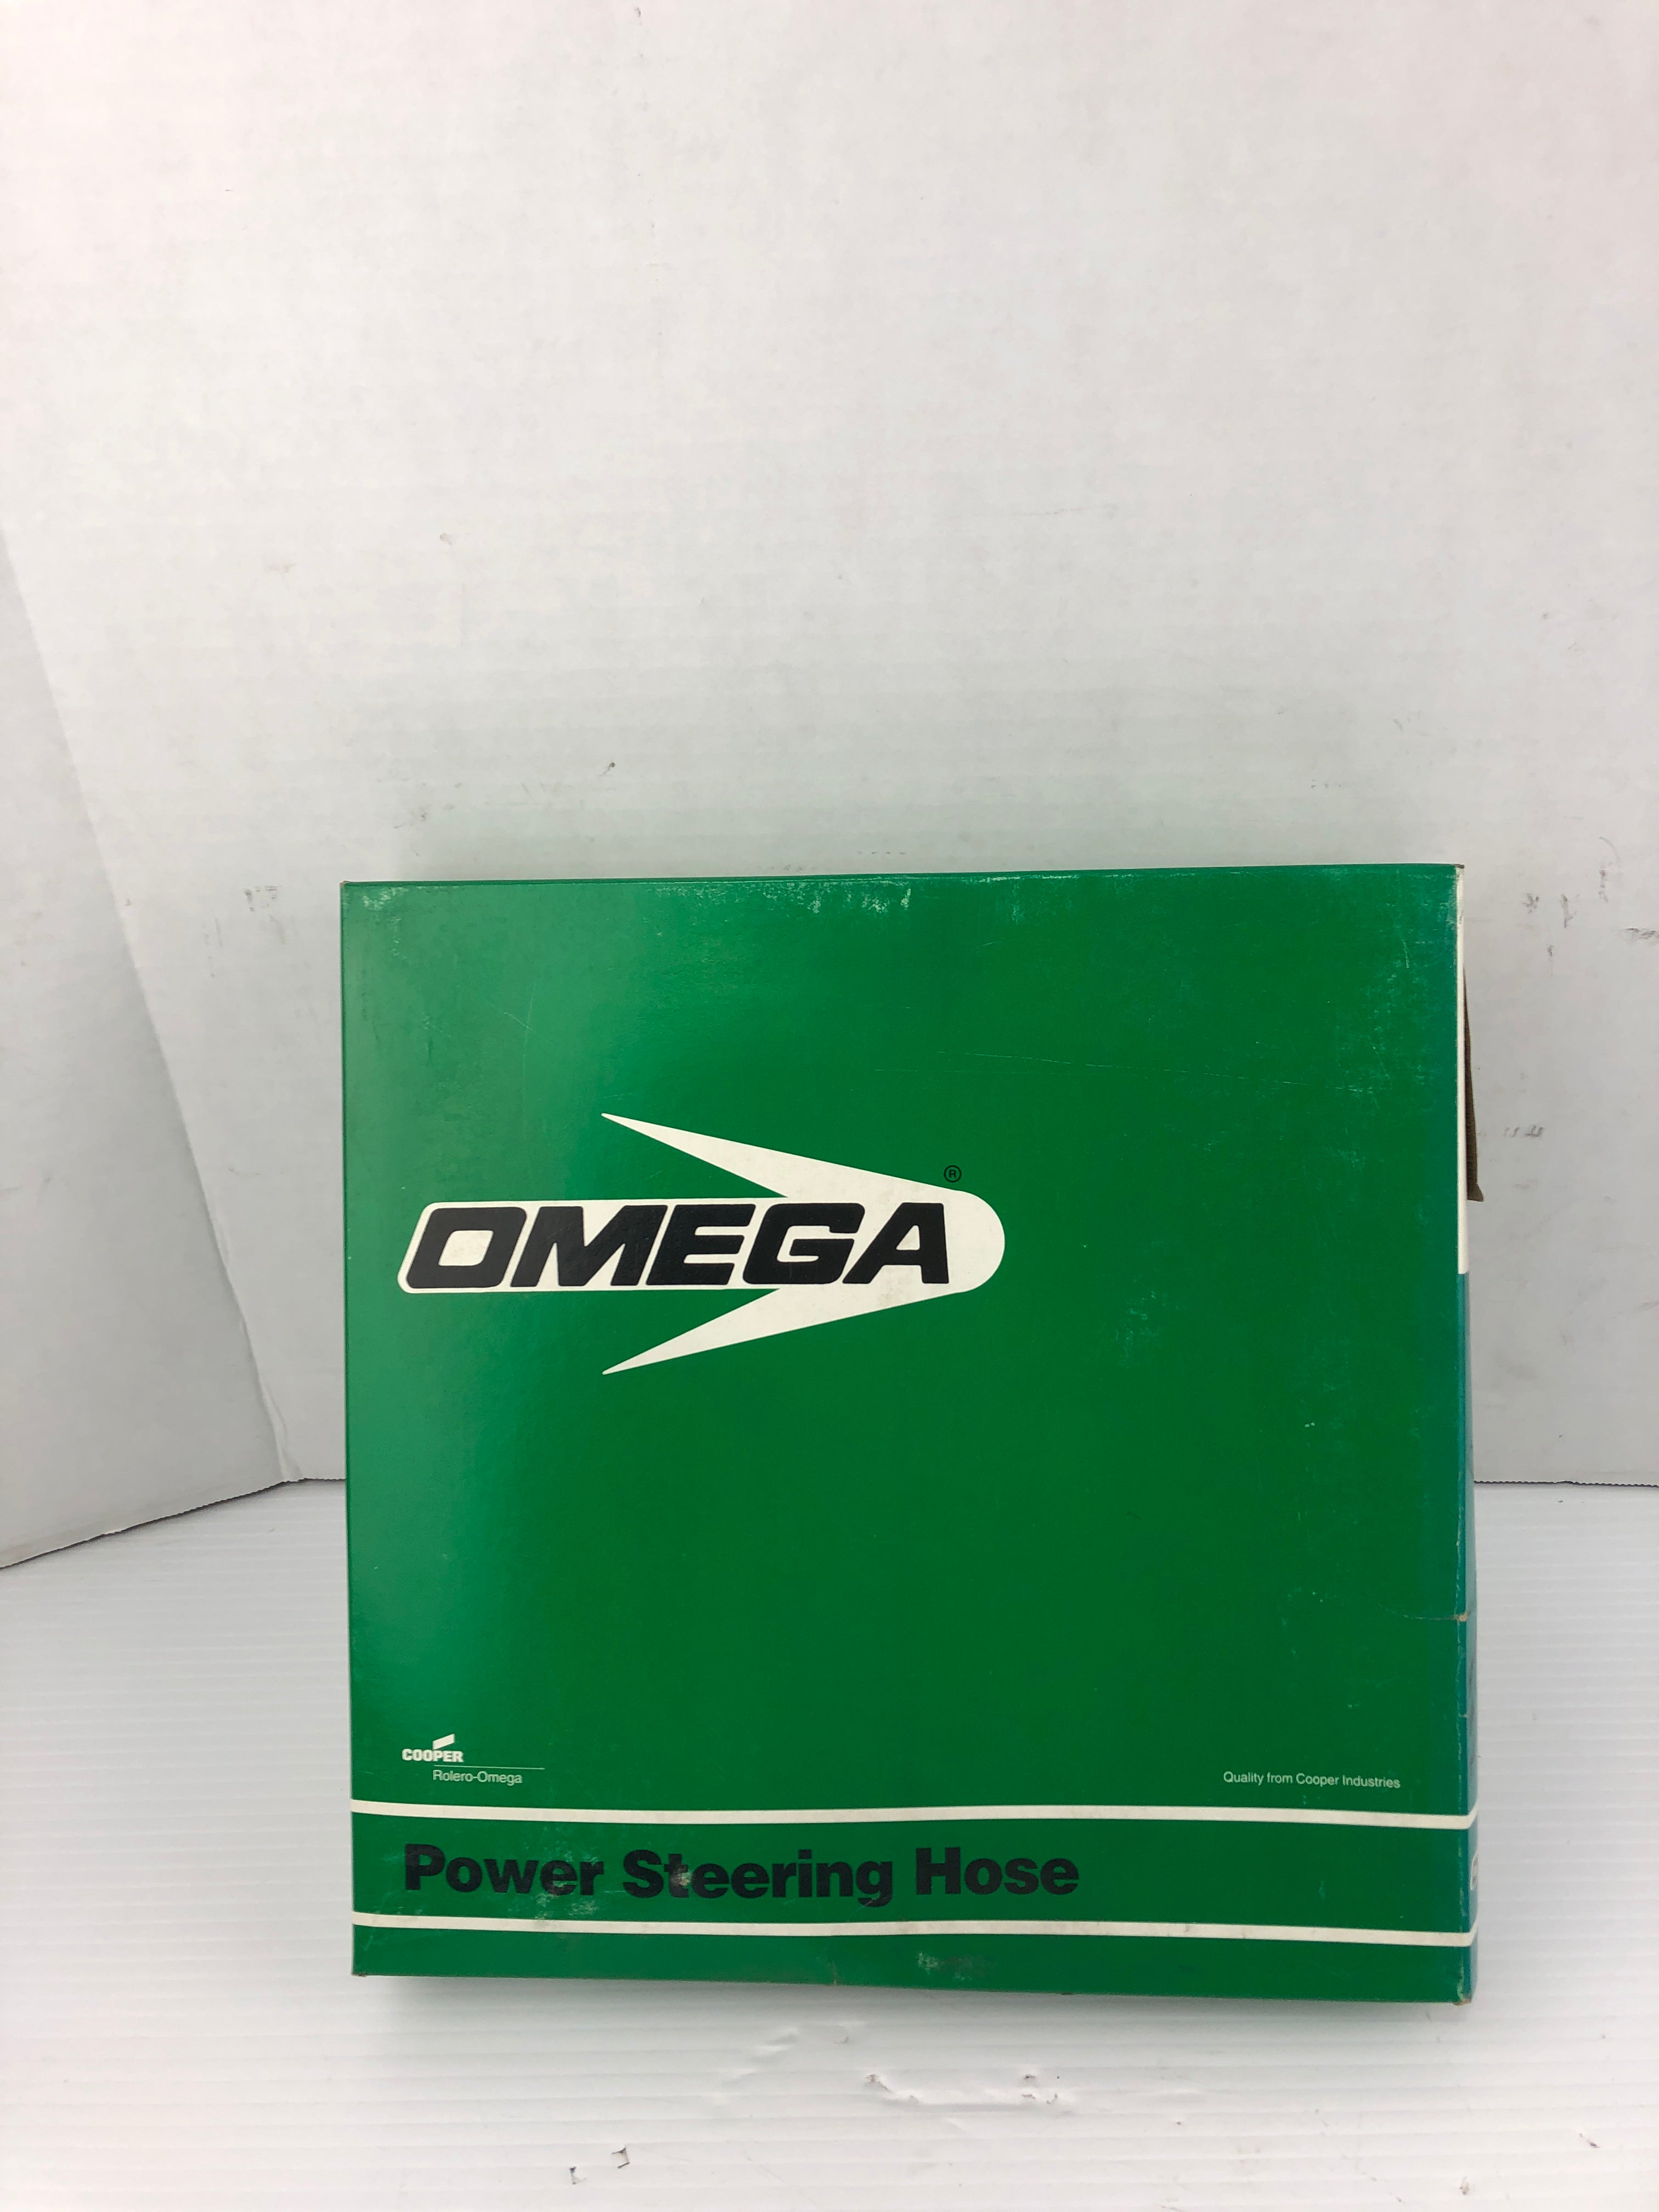 OMEGA ®
COOPER
Rolero-Omega
Quality from Cooper Industries
Power Steering Hose